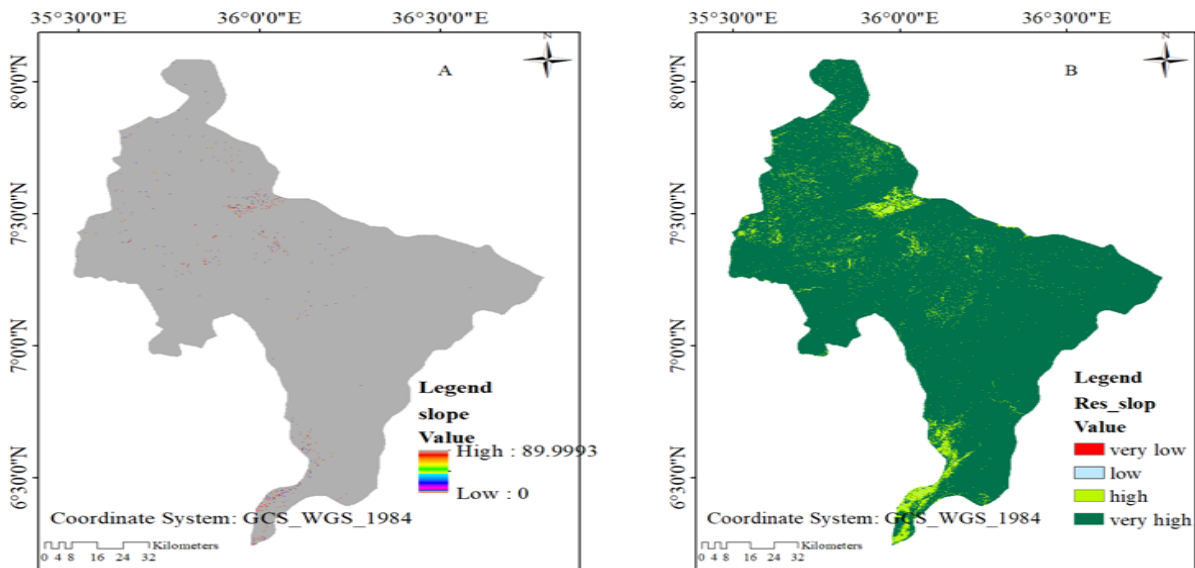 35°30'0"E 36°0'0"E 36°30'0"E
N
A
8°0'0"N
7°30'0"N
7°0'0"N
6°30'0"N
Legend
slope
Value
High : 89.9993
Low : 0
Coordinate System: GCS_WGS_1984
0 4 8 16 24 32 Kilometers
35°30'0"E 36°0'0"E 36°30'0"E
N
B
8°0'0"N
7°30'0"N
7°0'0"N
6°30'0"N
Legend
Res_slop
Value
very low
low
high
very high
Coordinate System: GCS_WGS_1984
0 4 8 16 24 32 Kilometers